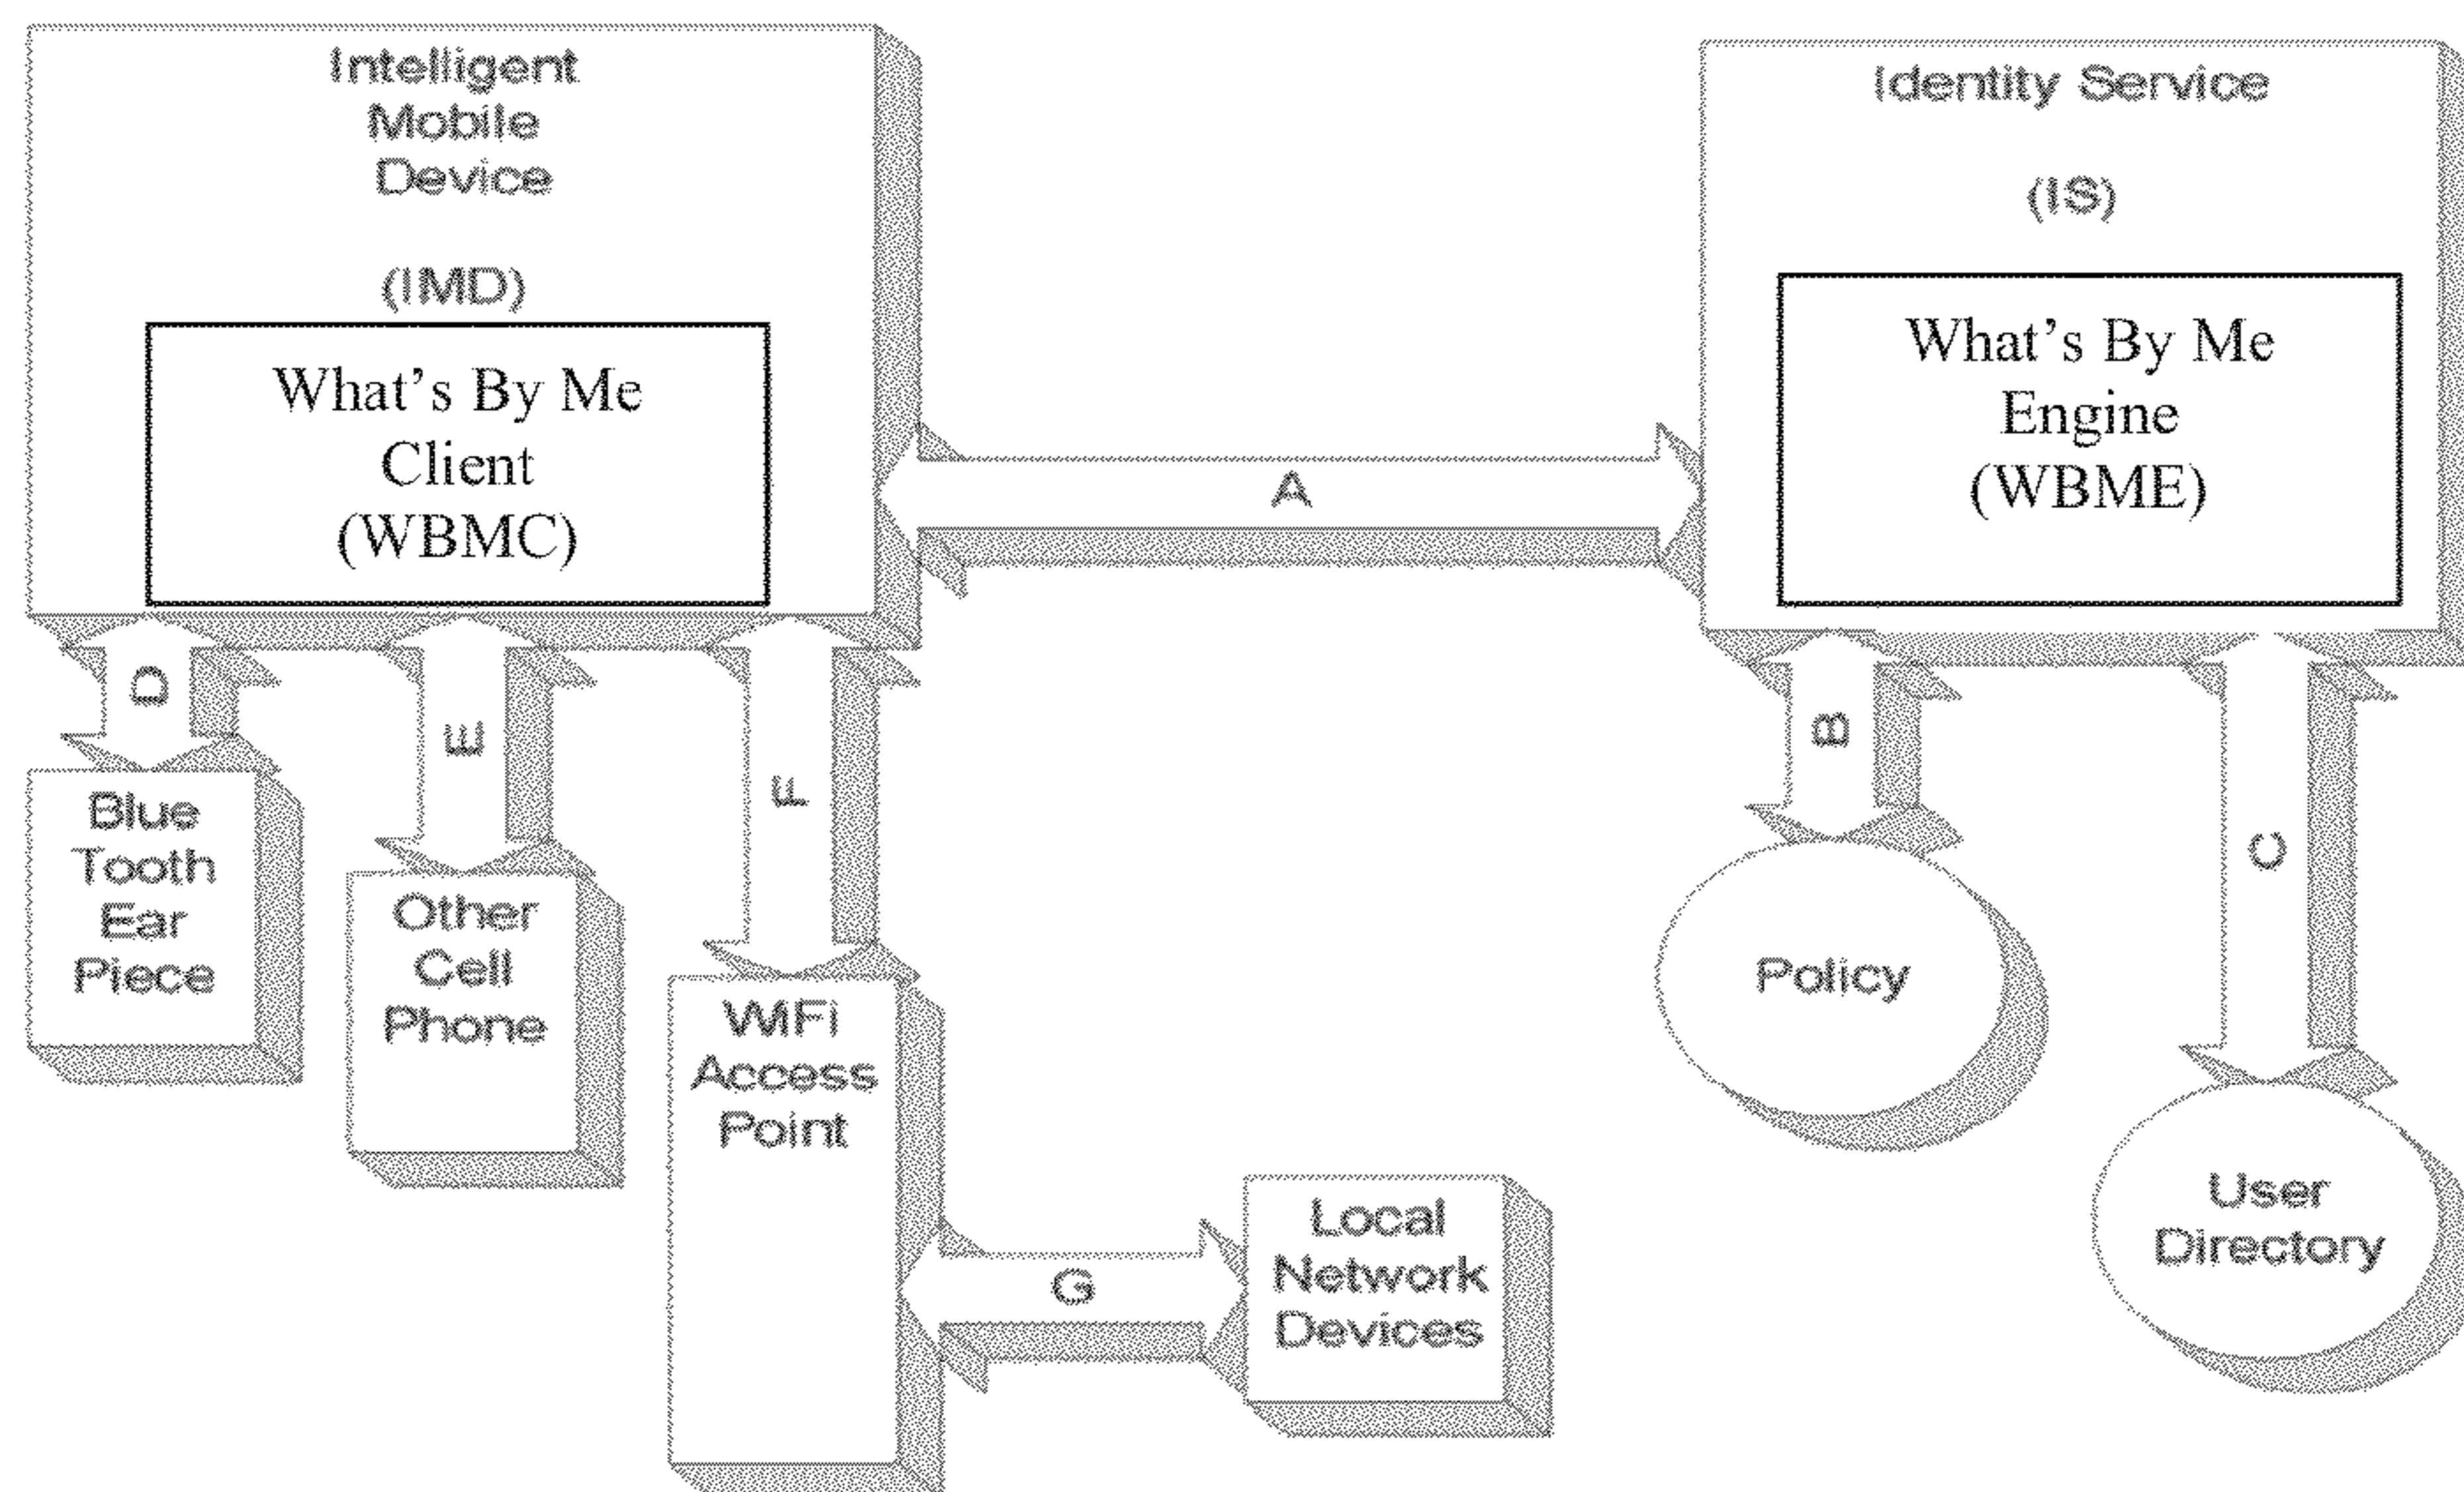 Intelligent
Mobile
Device
(IMD)
What's By Me
Client
(WBMC)
Identity Service
(IS)
What's By Me
Engine
(WBME)
A
D
E
F
B
C
Blue
Tooth
Ear
Piece
Other
Cell
Phone
WiFi
Access
Point
G
Local
Network
Devices
Policy
User
Directory